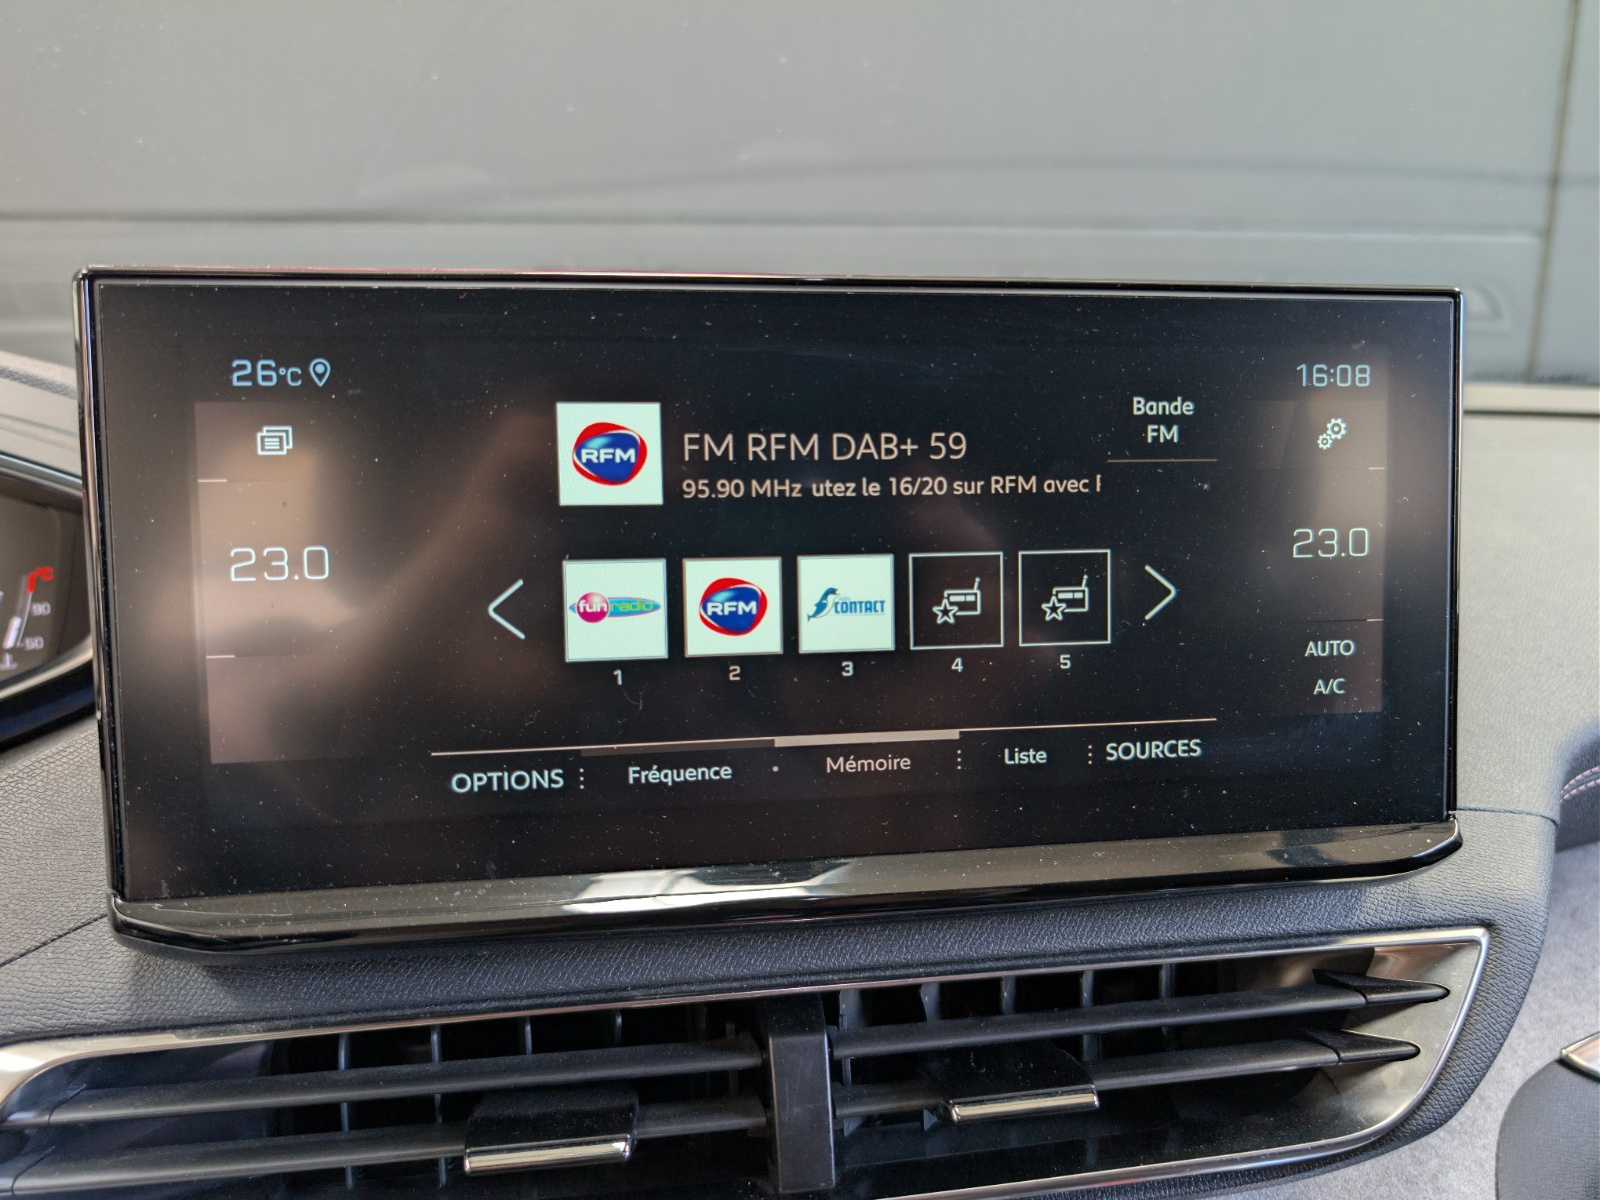 26°C
16:08
Bande
FM
RFM
FM RFM DAB+ 59
95.90 MHz utez le 16/20 sur RFM avec
23.0
23.0
fun radio
RFM
CONTACT
1
2
3
4
5
AUTO
A/C
OPTIONS
Fréquence
Mémoire
Liste
SOURCES
90
50